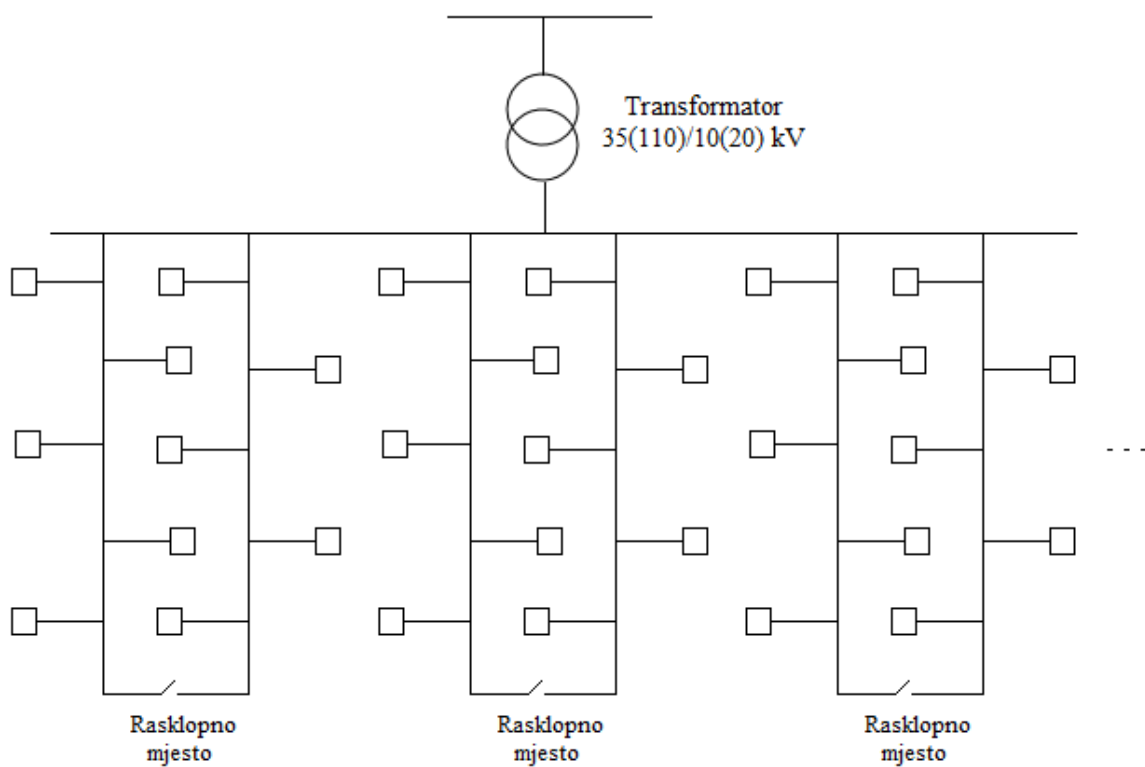 Transformator
35(110)/10(20) kV
Rasklopno
mjesto
Rasklopno
mjesto
Rasklopno
mjesto